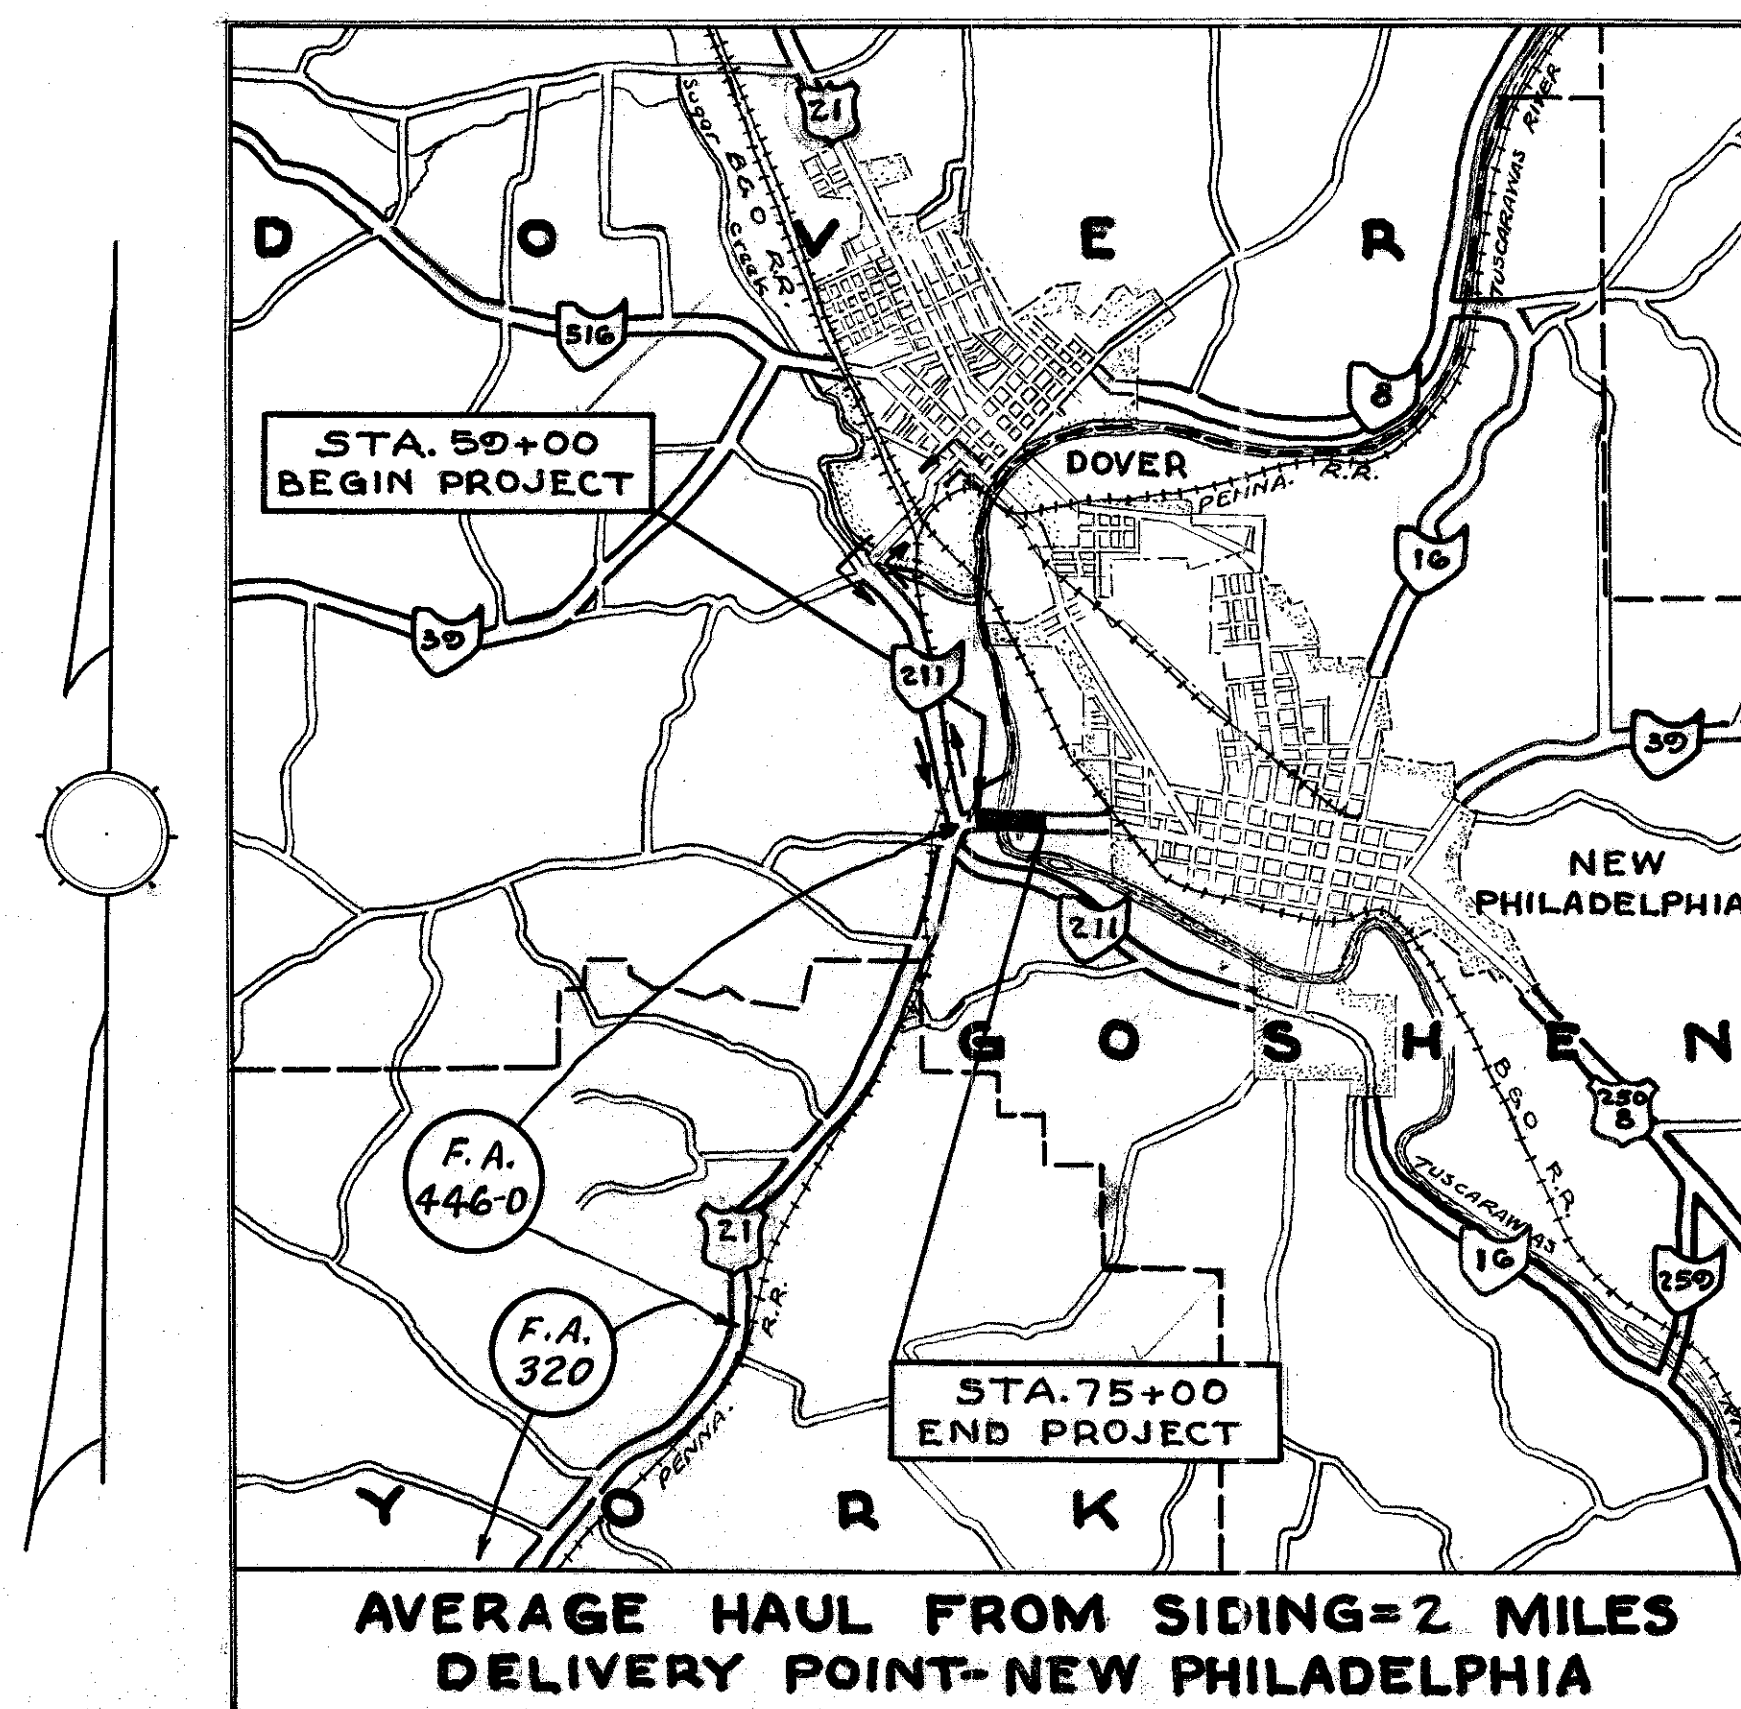 21
Sugar
Creek
B & O R.R.
TUSCARAWAS RIVER
D O V E R
516
8
STA. 59+00
BEGIN PROJECT
DOVER
PENNA. R.R.
16
39
211
39
NEW
PHILADELPHIA
211
G O S H E N
B & O R.R.
250
8
F. A.
446-D
TUSCARAWAS
21
16
259
F.A.
320
PENNA. R.R.
STA. 75+00
END PROJECT
Y O R K
AVERAGE HAUL FROM SIDING=2 MILES
DELIVERY POINT-NEW PHILADELPHIA